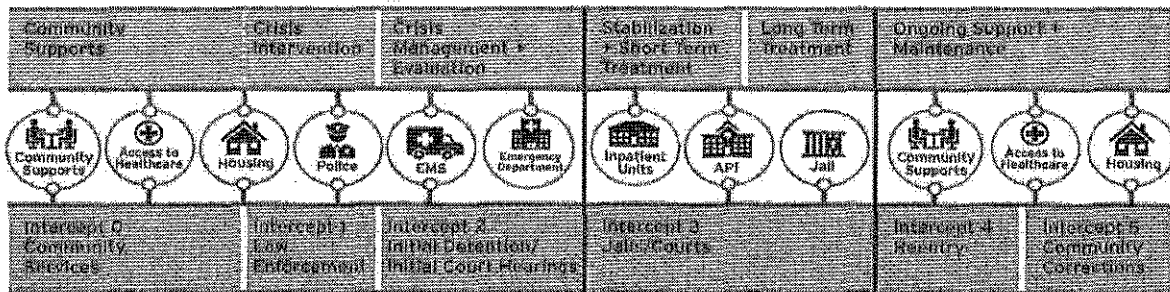 Community
Supports
Crisis
Intervention
Crisis
Management +
Evaluation
Stabilization
+ Short Term
Treatment
Long Term
Treatment
Ongoing Support +
Maintenance
Community
Supports
Access to
Healthcare
Housing
Police
EMS
Emergency
Department
Inpatient
Units
API
Jail
Community
Supports
Access to
Healthcare
Housing
Intercept 0
Community
Services
Intercept 1
Law
Enforcement
Intercept 2
Initial Detention/
Initial Court Hearings
Intercept 3
Jails/Courts
Intercept 4
Reentry
Intercept 5
Community
Corrections